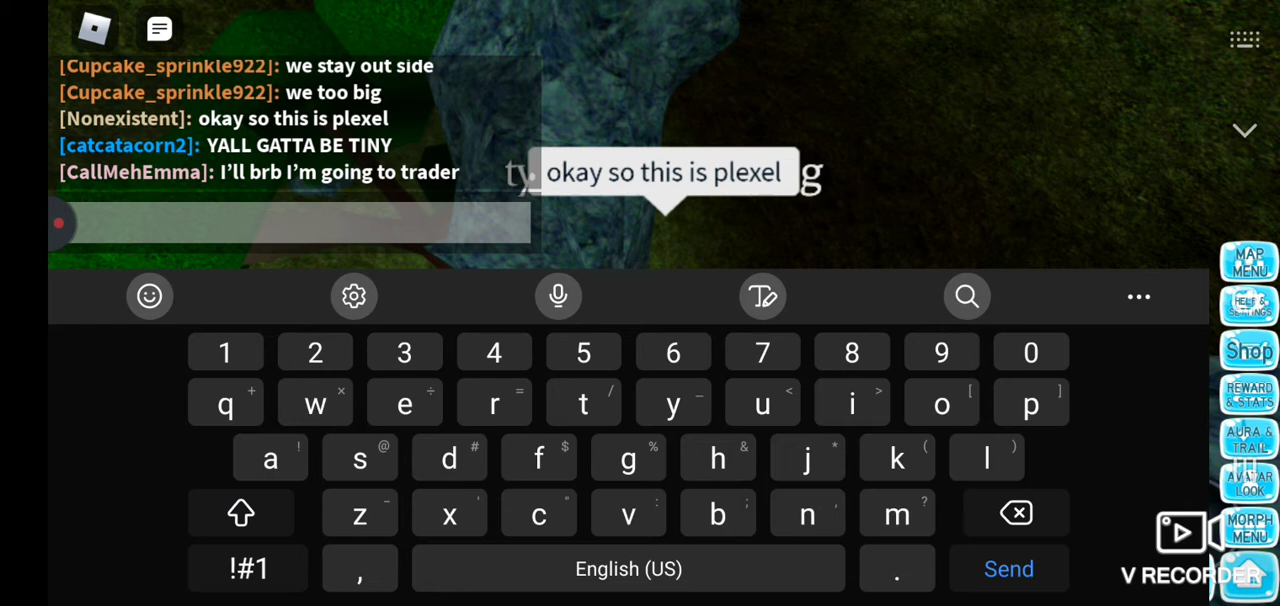 [Cupcake_sprinkle922]: we stay out side
[Cupcake_sprinkle922]: we too big
[Nonexistent]: okay so this is plexel
[catcatacorn2]: YALL GATTA BE TINY
[CallMehEmma]: I'll brb I'm going to trader
okay so this is plexel
MAP
MENU
HELP &
SETTINGS
Shop
REWARD
& STATS
AURA &
TRAIL
AVATAR
LOOK
MORPH
MENU
1 2 3 4 5 6 7 8 9 0
q + w × e ÷ r = t / y _ u < i > o [ p ]
a ! s @ d # f $ g % h & j * k ( l )
z - x ' c " v : b ; n , m ?
!#1 , English (US) . Send
V RECORDER